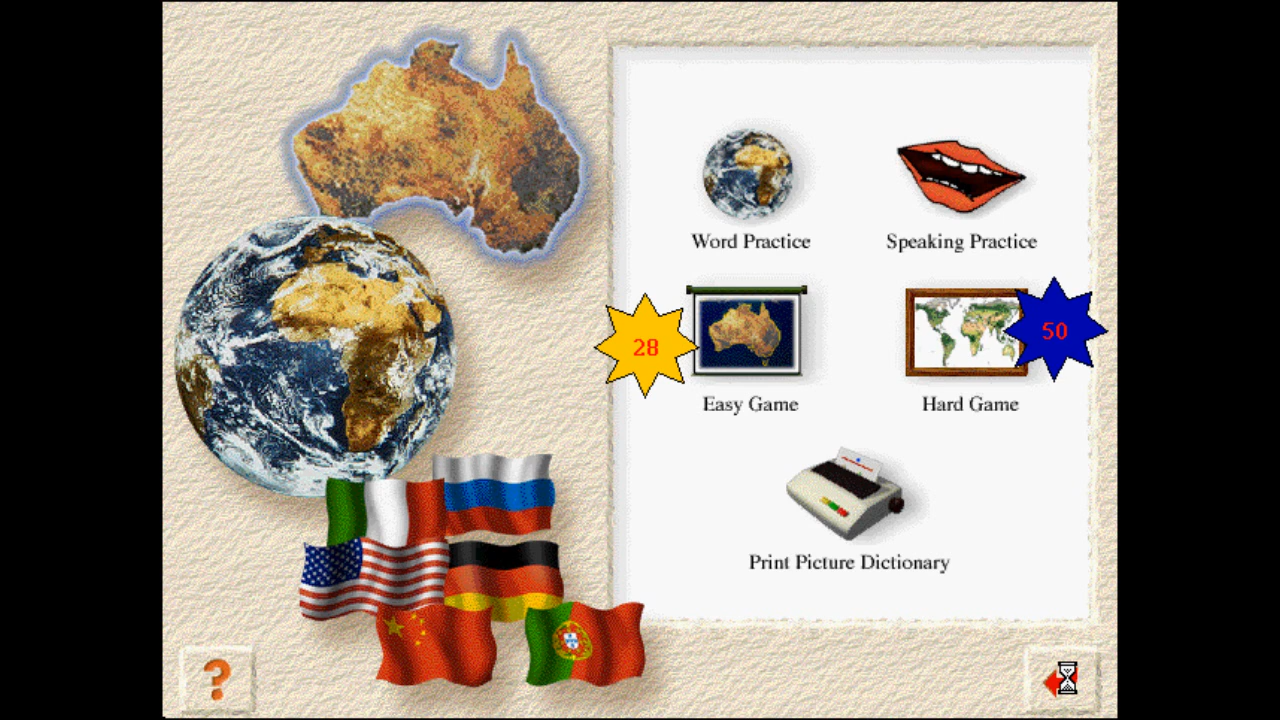 Word Practice
Speaking Practice
28
50
Easy Game
Hard Game
Print Picture Dictionary
?